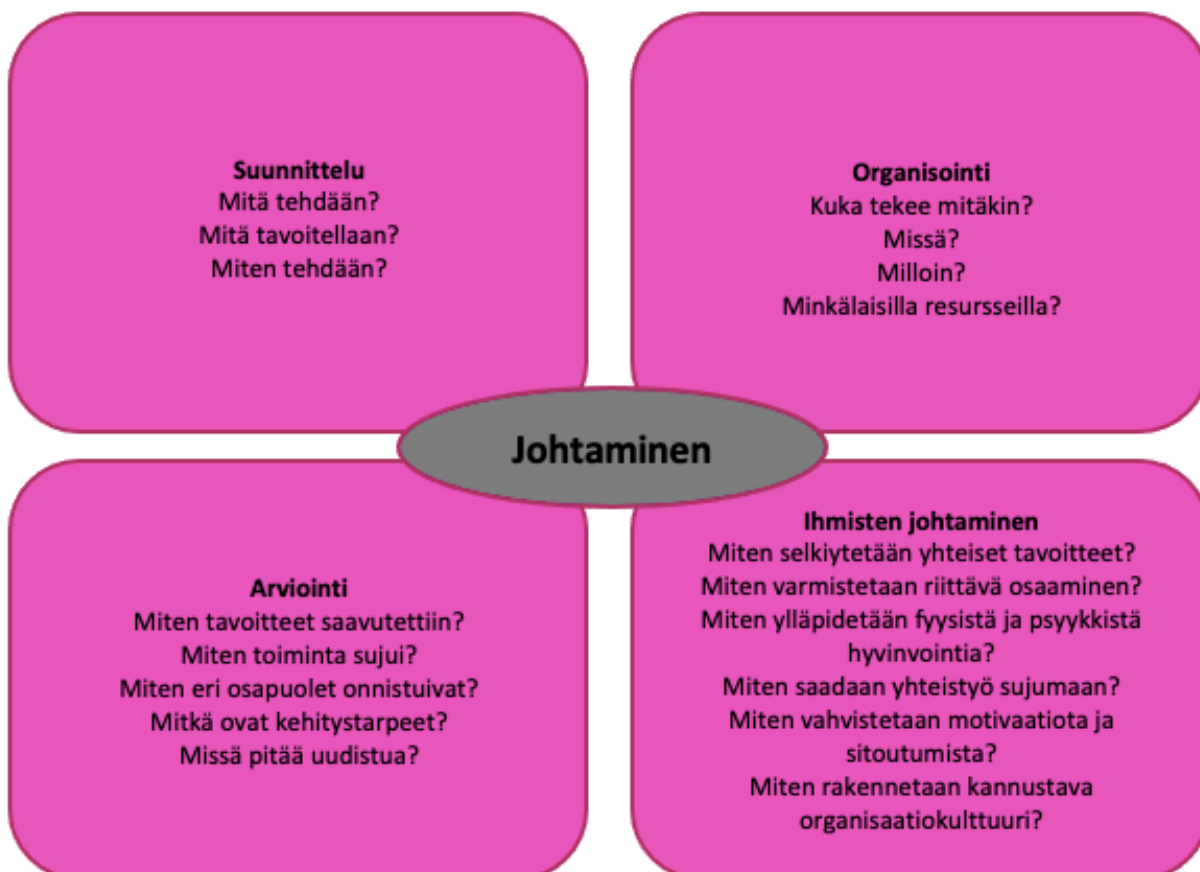 Suunnittelu
Mitä tehdään?
Mitä tavoitellaan?
Miten tehdään?
Organisointi
Kuka tekee mitäkin?
Missä?
Milloin?
Minkälaisilla resursseilla?
Johtaminen
Arviointi
Miten tavoitteet saavutettiin?
Miten toiminta sujui?
Miten eri osapuolet onnistuivat?
Mitkä ovat kehitystarpeet?
Missä pitää uudistua?
Ihmisten johtaminen
Miten selkiytetään yhteiset tavoitteet?
Miten varmistetaan riittävä osaaminen?
Miten ylläpidetään fyysistä ja psyykkistä
hyvinvointia?
Miten saadaan yhteistyö sujumaan?
Miten vahvistetaan motivaatiota ja
sitoutumista?
Miten rakennetaan kannustava
organisaatiokulttuuri?